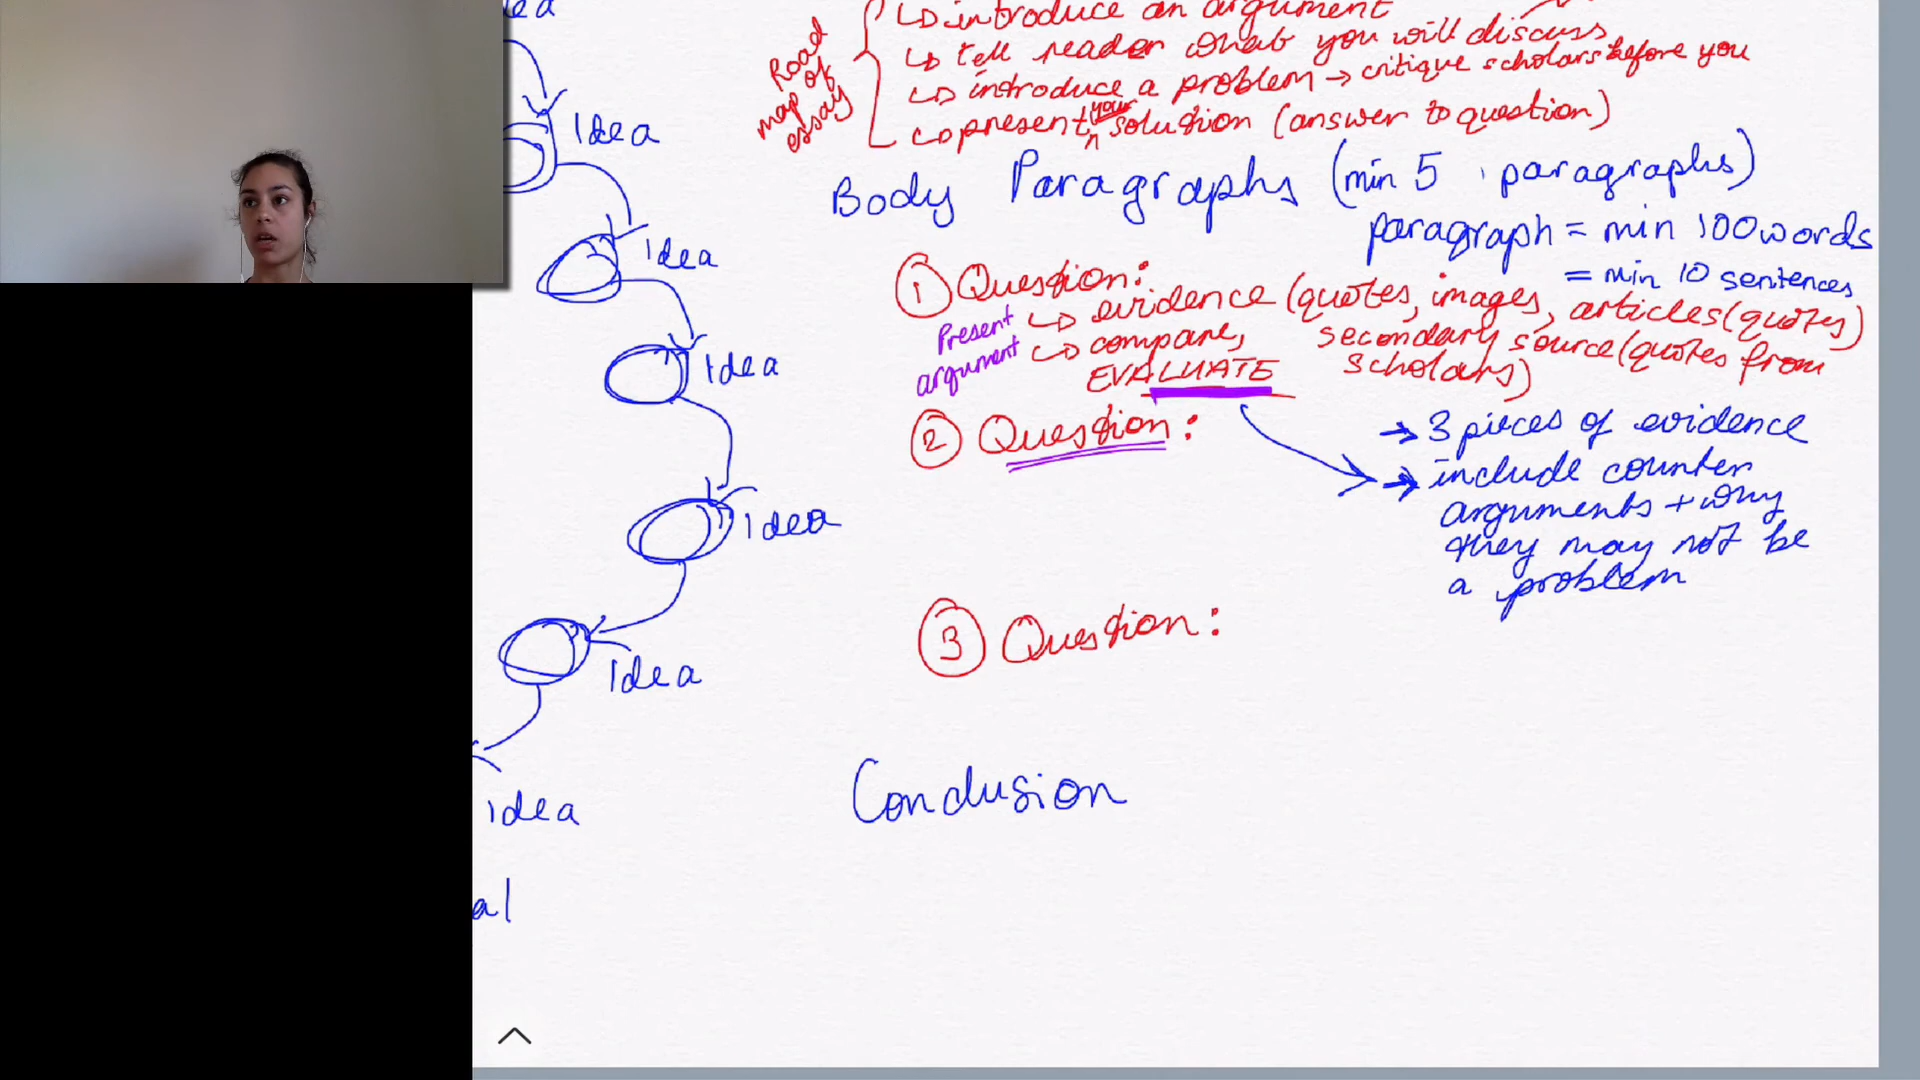 idea
↳ introduce an argument
↳ tell reader what you will discuss
↳ introduce a problem → critique scholars before you
↳ present your solution (answer to question)
Road
map of
essay
Idea
Body Paragraphs (min 5 paragraphs)
paragraph = min 100 words
= min 10 sentences
Idea
① Question:
Present
argument
↳ evidence (quotes, images, articles (quotes)
↳ compare,
secondary source (quotes from
scholars)
EVALUATE
Idea
② Question:
→ 3 pieces of evidence
→ include counter
arguments + why
they may not be
a problem
Idea
③ Question:
Idea
Conclusion
idea
al